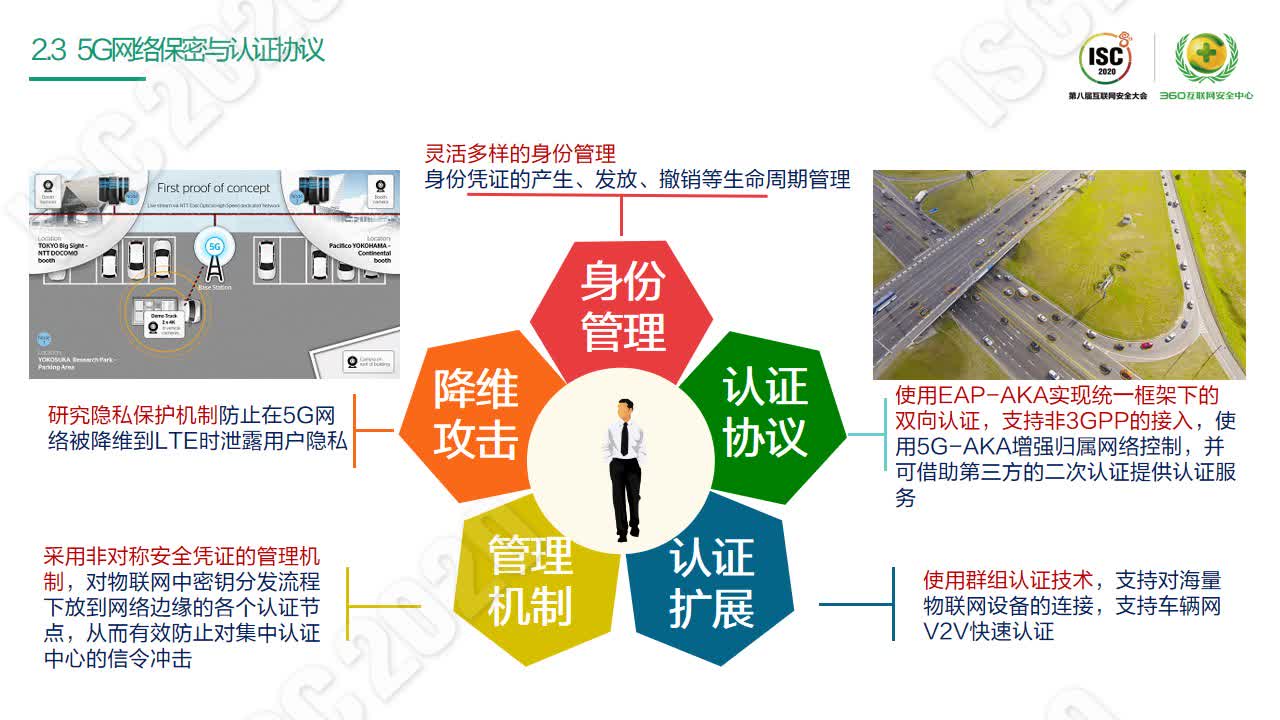 2.3 5G网络保密与认证协议
ISC
2020
第八届互联网安全大会
360互联网安全中心
灵活多样的身份管理
身份凭证的产生、发放、撤销等生命周期管理
First proof of concept
Live stream via NTT East Optical High Speed dedicated Network
Location:
TOKYO Big Sight -
NTT DOCOMO
booth
Location:
Pacifico YOKOHAMA -
Continental
booth
5G
Base Station
Demo Truck
2 x 4K
in vehicle
cameras
Location:
YOKOSUKA Research Park -
Parking Area
Camera on
roof of building
身份
管理
降维
攻击
认证
协议
管理
机制
认证
扩展
研究隐私保护机制防止在5G网
络被降维到LTE时泄露用户隐私
使用EAP-AKA实现统一框架下的
双向认证，支持非3GPP的接入，使
用5G-AKA增强归属网络控制，并
可借助第三方的二次认证提供认证服
务
采用非对称安全凭证的管理机
制，对物联网中密钥分发流程
下放到网络边缘的各个认证节
点，从而有效防止对集中认证
中心的信令冲击
使用群组认证技术，支持对海量
物联网设备的连接，支持车辆网
V2V快速认证
ISC 2020